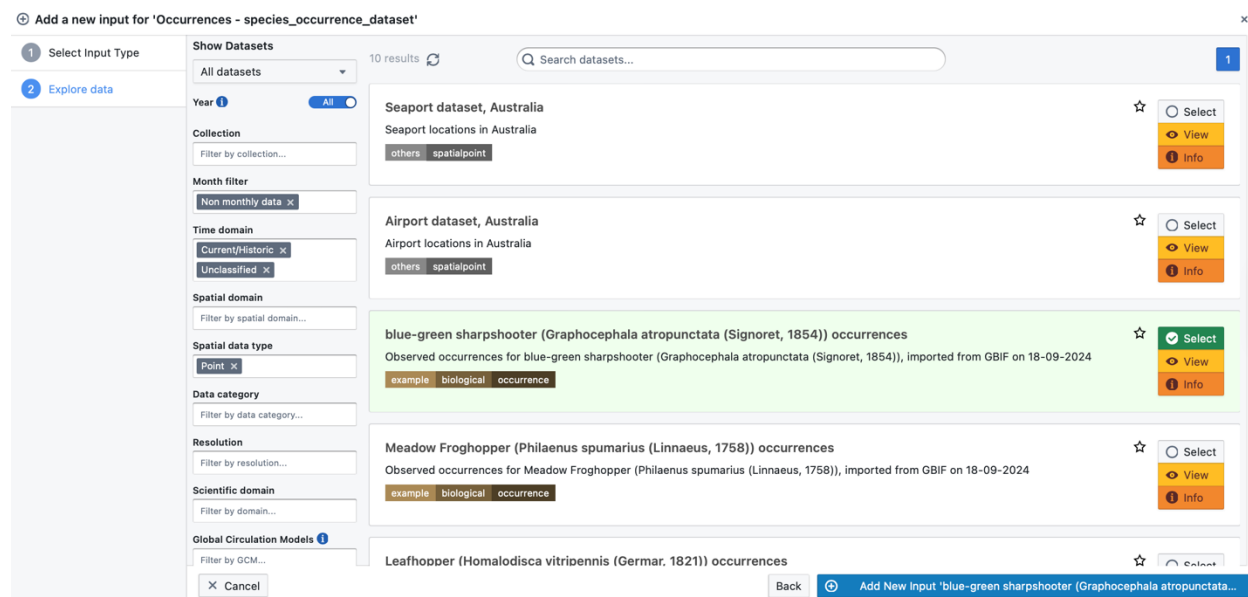 Add a new input for 'Occurrences - species_occurrence_dataset'
×
1 Select Input Type
2 Explore data
Show Datasets
All datasets
Year
All
Collection
Filter by collection...
Month filter
Non monthly data ×
Time domain
Current/Historic ×
Unclassified ×
Spatial domain
Filter by spatial domain...
Spatial data type
Point ×
Data category
Filter by data category...
Resolution
Filter by resolution...
Scientific domain
Filter by domain...
Global Circulation Models
Filter by GCM...
10 results
Search datasets...
1
Seaport dataset, Australia
Seaport locations in Australia
others spatialpoint
Select
View
Info
Airport dataset, Australia
Airport locations in Australia
others spatialpoint
Select
View
Info
blue-green sharpshooter (Graphocephala atropunctata (Signoret, 1854)) occurrences
Observed occurrences for blue-green sharpshooter (Graphocephala atropunctata (Signoret, 1854)), imported from GBIF on 18-09-2024
example biological occurrence
Select
View
Info
Meadow Froghopper (Philaenus spumarius (Linnaeus, 1758)) occurrences
Observed occurrences for Meadow Froghopper (Philaenus spumarius (Linnaeus, 1758)), imported from GBIF on 18-09-2024
example biological occurrence
Select
View
Info
Leafhopper (Homalodisca vitripennis (Germar, 1821)) occurrences
Select
× Cancel
Back
Add New Input 'blue-green sharpshooter (Graphocephala atropunctata...